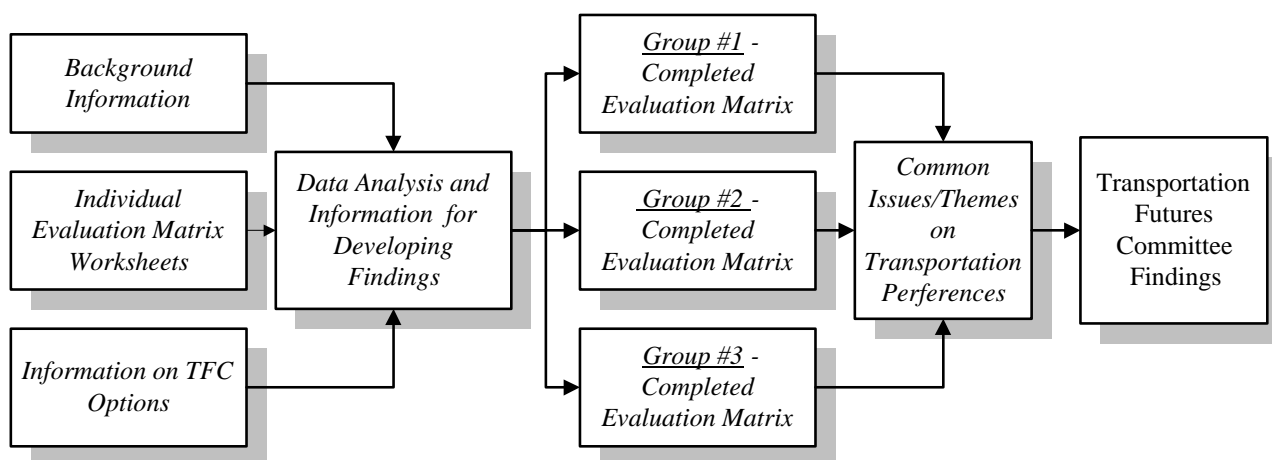 Background
Information
Individual
Evaluation Matrix
Worksheets
Information on TFC
Options
Data Analysis and
Information for
Developing
Findings
Group #1 -
Completed
Evaluation Matrix
Group #2 -
Completed
Evaluation Matrix
Group #3 -
Completed
Evaluation Matrix
Common
Issues/Themes
on
Transportation
Perferences
Transportation
Futures
Committee
Findings